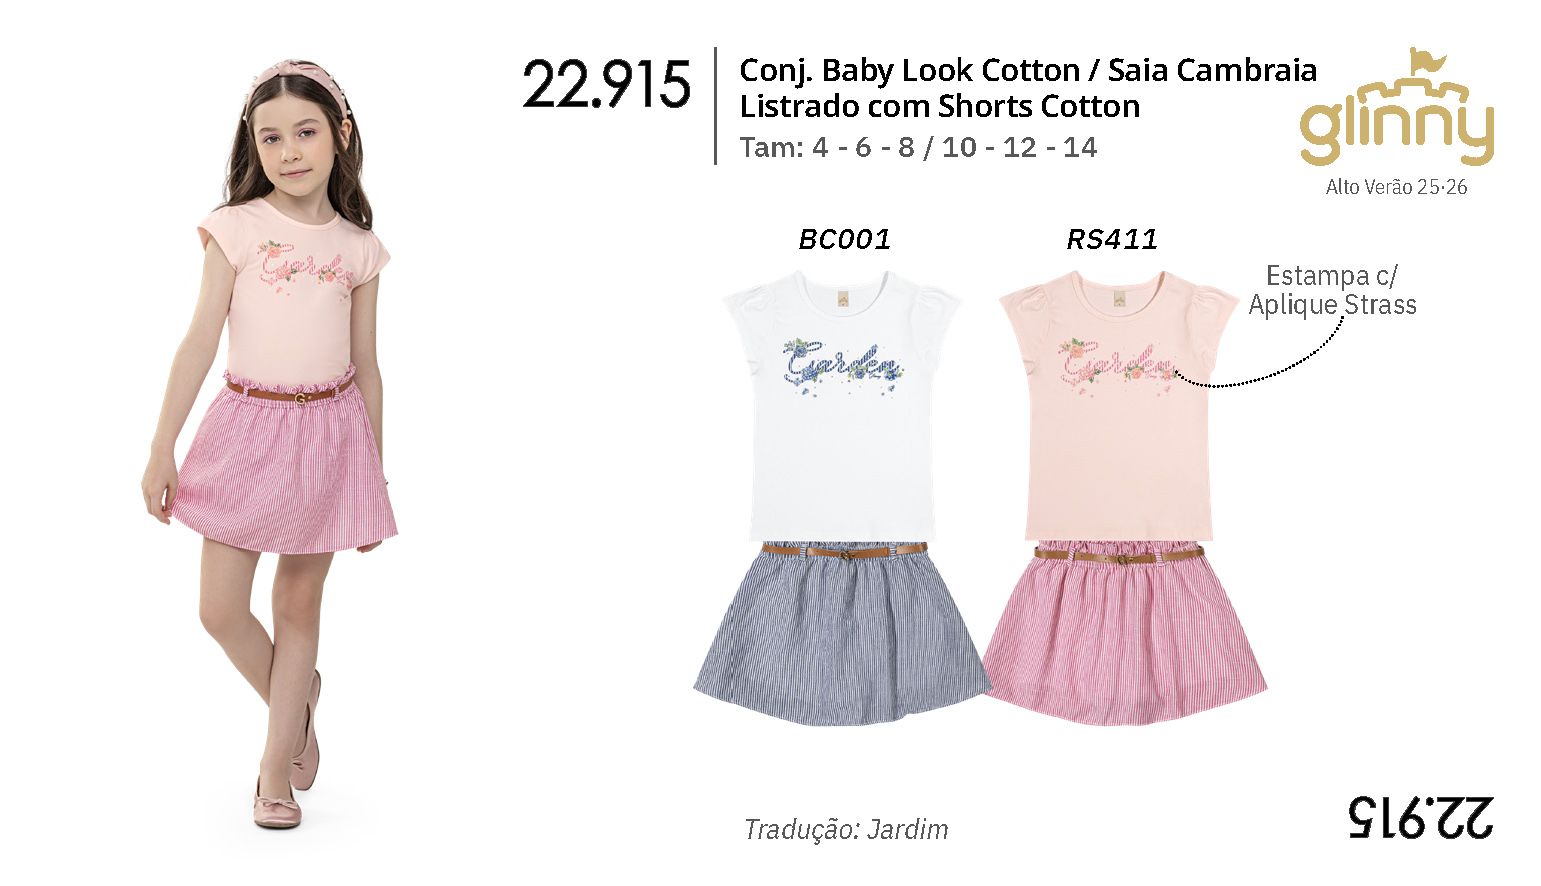 22.915
Conj. Baby Look Cotton / Saia Cambraia
Listrado com Shorts Cotton
Tam: 4 - 6 - 8 / 10 - 12 - 14
glinny
Alto Verão 25·26
BC001
RS411
Estampa c/
Aplique Strass
Garden
Garden
Garden
G
Tradução: Jardim
22.915